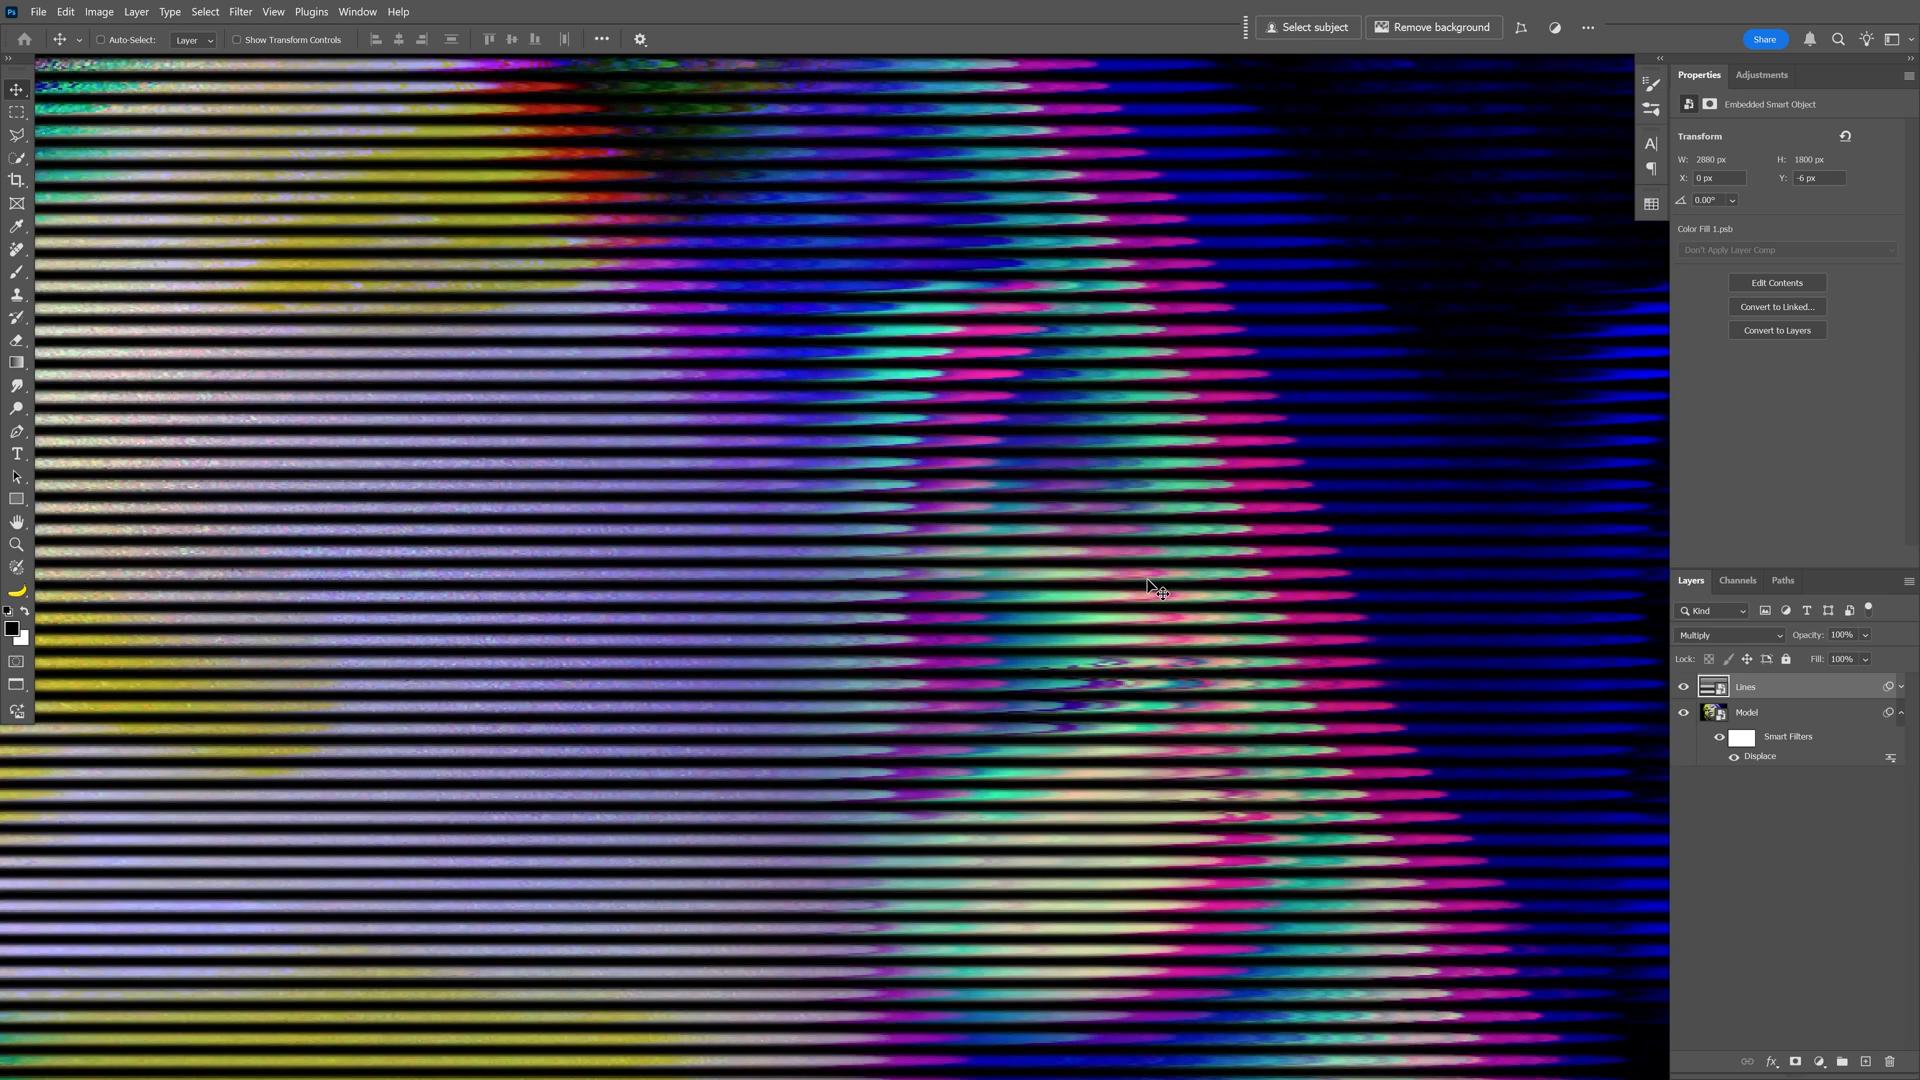 Ps File Edit Image Layer Type Select Filter View Plugins Window Help
Auto-Select: Layer Show Transform Controls
Select subject Remove background
Share
Properties Adjustments
Embedded Smart Object
Transform
W: 2880 px H: 1800 px
X: 0 px Y: -6 px
0.00°
Color Fill 1.psb
Don't Apply Layer Comp
Edit Contents
Convert to Linked...
Convert to Layers
Layers Channels Paths
Kind
Multiply Opacity: 100%
Lock: Fill: 100%
Lines
Model
Smart Filters
Displace